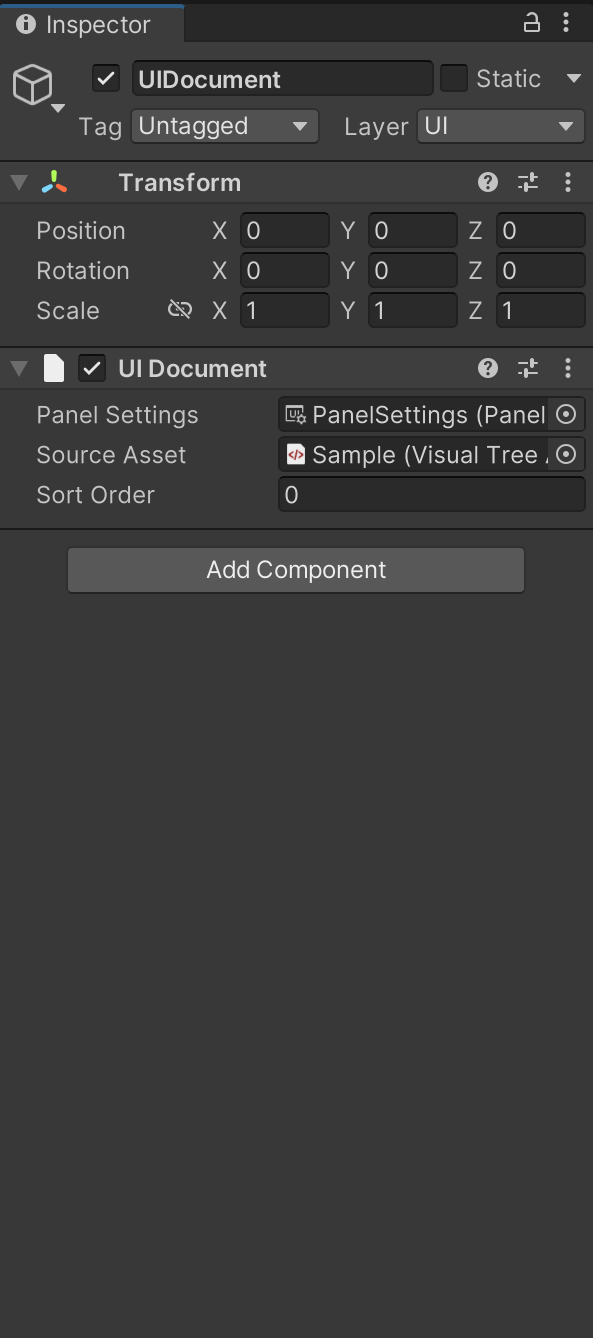 Inspector
UIDocument Static
Tag Untagged Layer UI
Transform
Position X 0 Y 0 Z 0
Rotation X 0 Y 0 Z 0
Scale X 1 Y 1 Z 1
UI Document
Panel Settings PanelSettings (Panel
Source Asset Sample (Visual Tree
Sort Order 0
Add Component